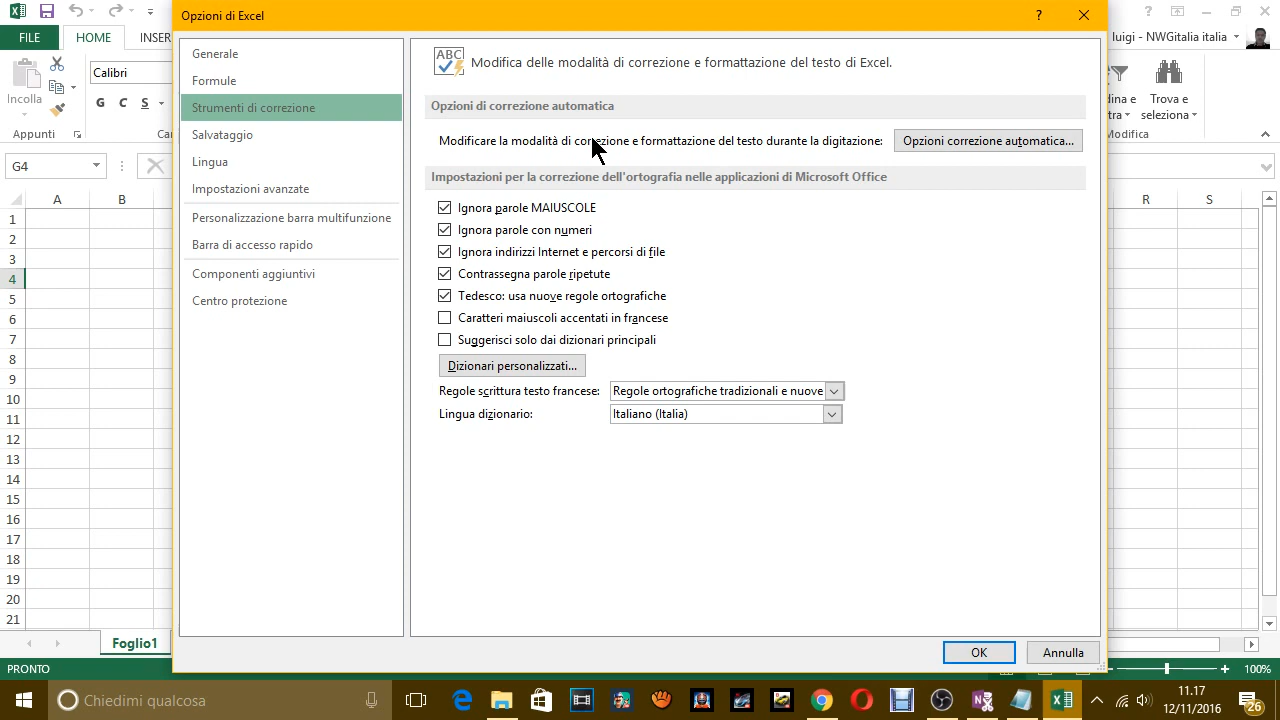 Opzioni di Excel
?
FILE
HOME
INSER
luigi - NWGitalia italia
Incolla
Calibri
G C S
Appunti
Car
dina e
Trova e
tra
seleziona
Modifica
G4
Generale
Formule
Strumenti di correzione
Salvataggio
Lingua
Impostazioni avanzate
Personalizzazione barra multifunzione
Barra di accesso rapido
Componenti aggiuntivi
Centro protezione
ABC
Modifica delle modalità di correzione e formattazione del testo di Excel.
Opzioni di correzione automatica
Modificare la modalità di correzione e formattazione del testo durante la digitazione:
Opzioni correzione automatica...
Impostazioni per la correzione dell'ortografia nelle applicazioni di Microsoft Office
Ignora parole MAIUSCOLE
Ignora parole con numeri
Ignora indirizzi Internet e percorsi di file
Contrassegna parole ripetute
Tedesco: usa nuove regole ortografiche
Caratteri maiuscoli accentati in francese
Suggerisci solo dai dizionari principali
Dizionari personalizzati...
Regole scrittura testo francese: Regole ortografiche tradizionali e nuove
Lingua dizionario: Italiano (Italia)
OK
Annulla
A B R S
1
2
3
4
5
6
7
8
9
10
11
12
13
14
15
16
17
18
19
20
21
Foglio1
PRONTO
100%
Chiedimi qualcosa
11.17
12/11/2016
26